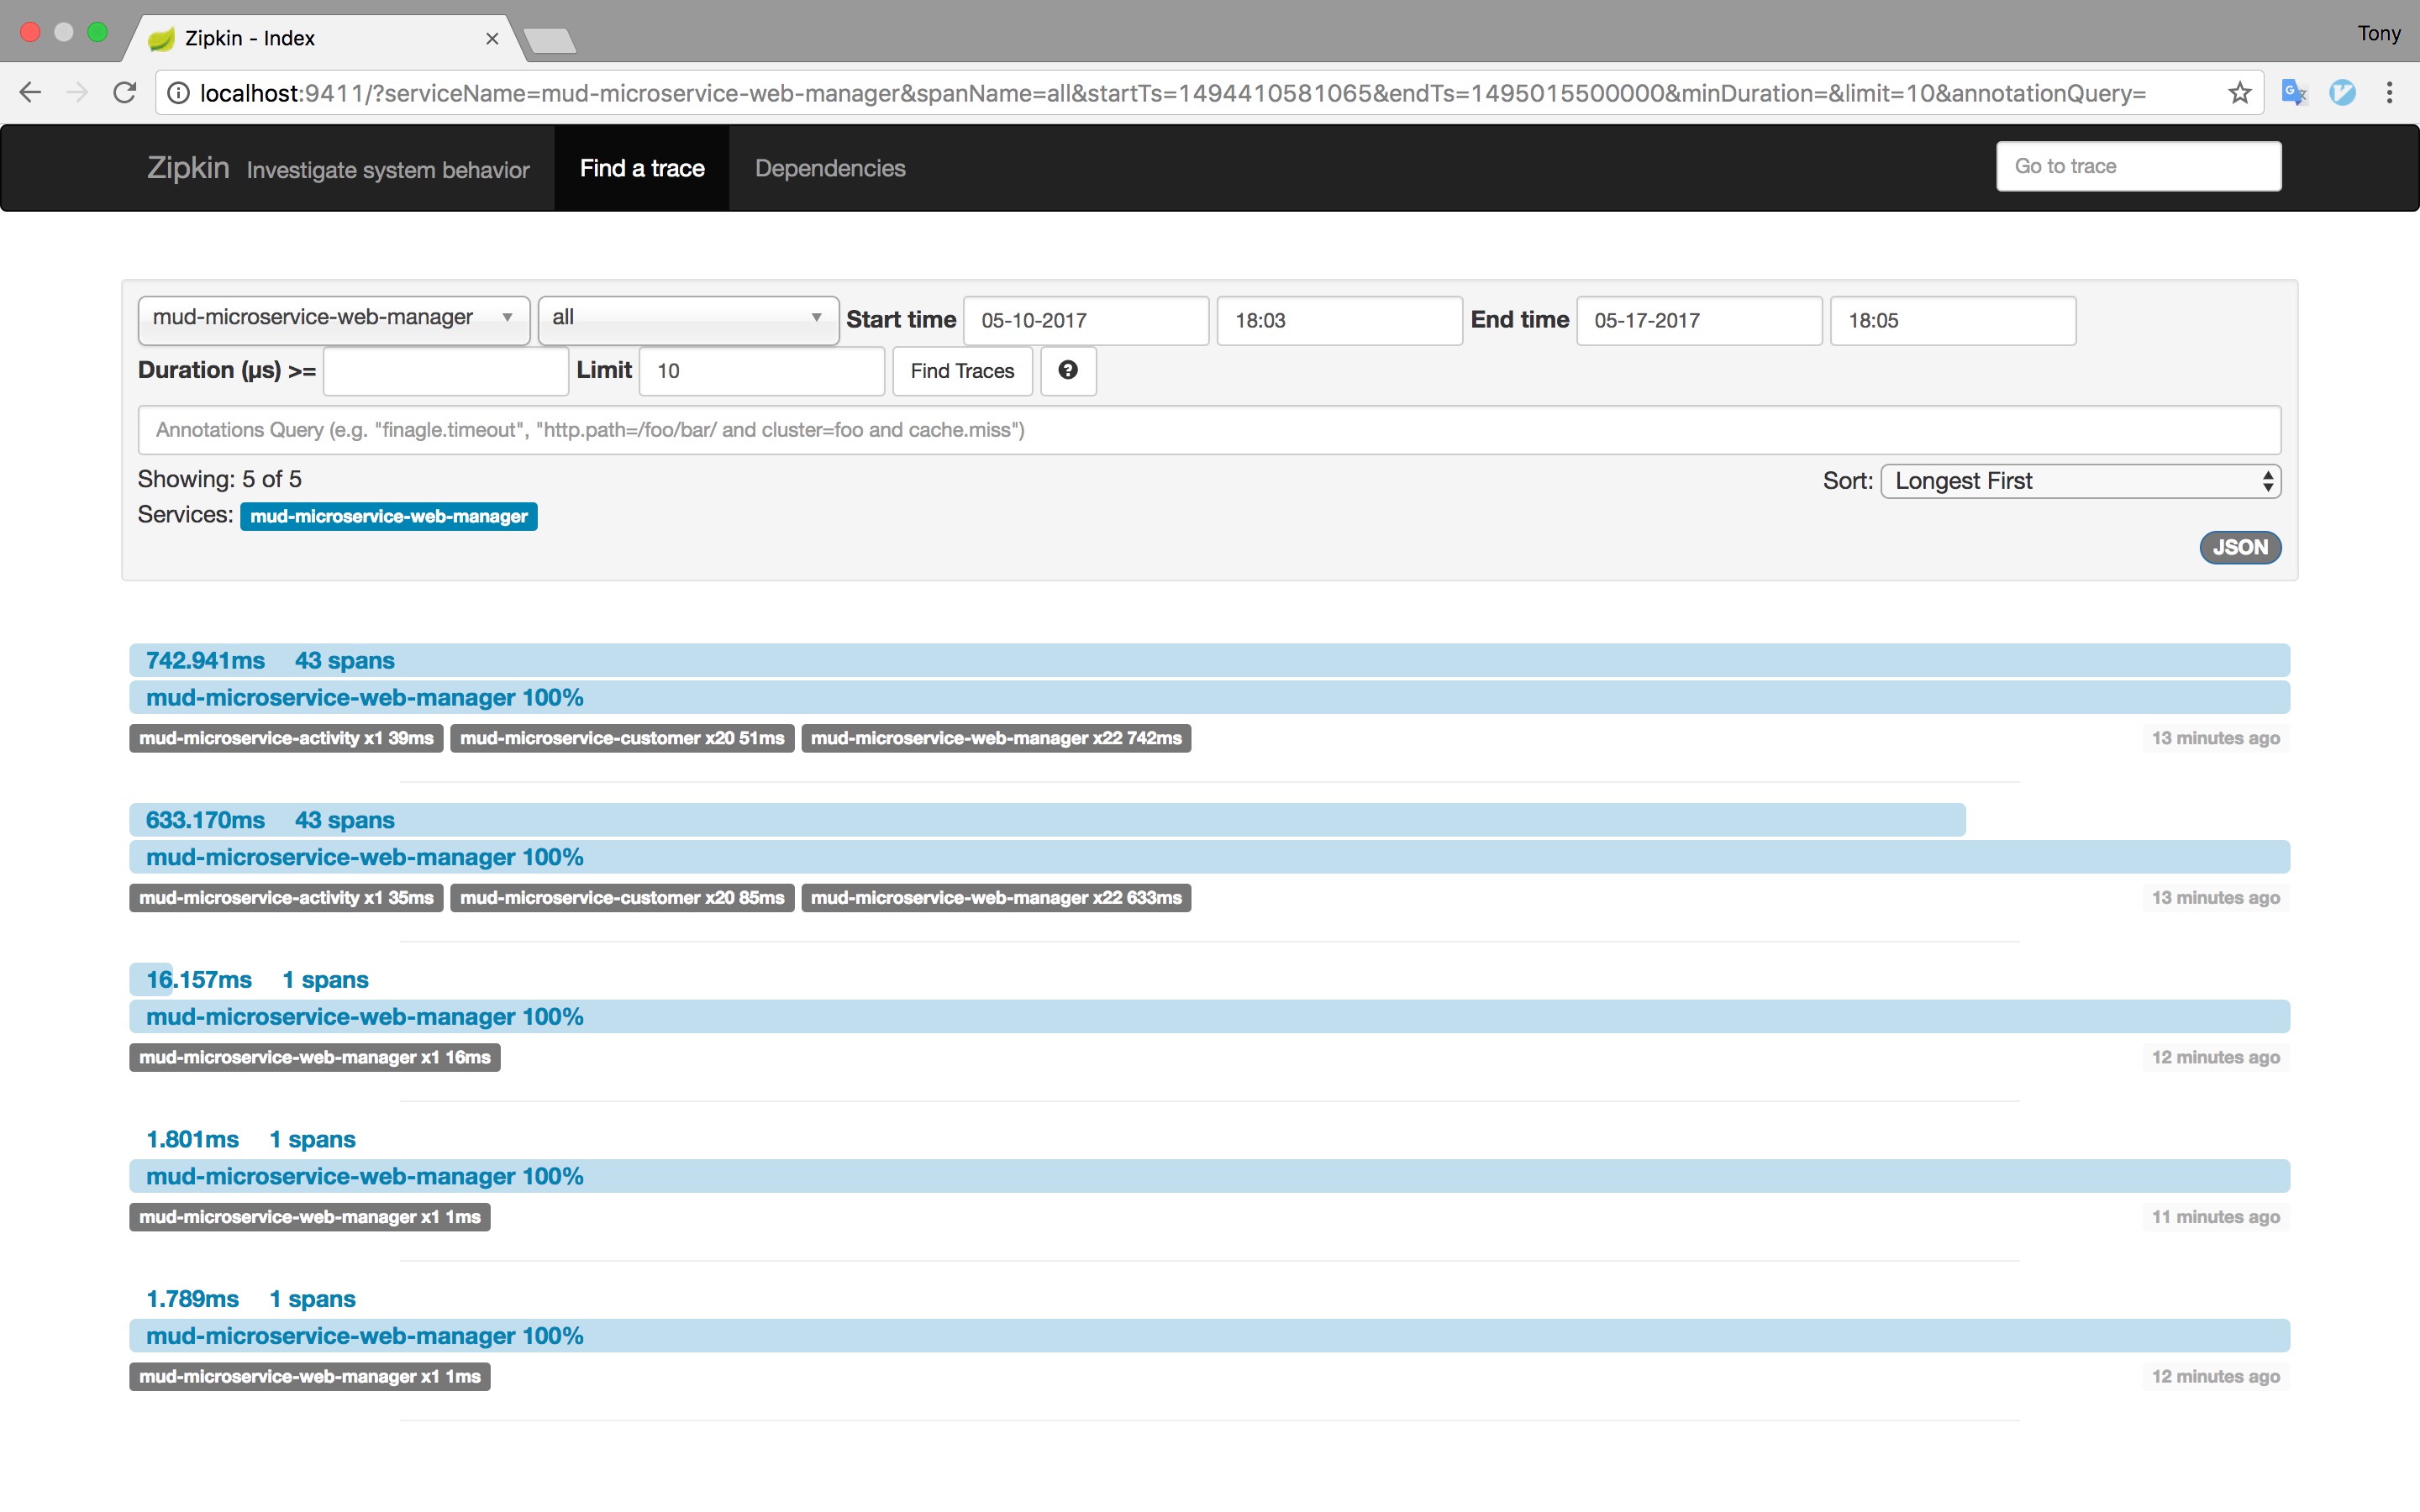 Zipkin - Index
Tony
localhost:9411/?serviceName=mud-microservice-web-manager&spanName=all&startTs=1494410581065&endTs=1495015500000&minDuration=&limit=10&annotationQuery=
Zipkin Investigate system behavior Find a trace Dependencies Go to trace
mud-microservice-web-manager all Start time 05-10-2017 18:03 End time 05-17-2017 18:05
Duration (µs) >= Limit 10 Find Traces
Annotations Query (e.g. "finagle.timeout", "http.path=/foo/bar/ and cluster=foo and cache.miss")
Showing: 5 of 5 Sort: Longest First
Services: mud-microservice-web-manager
JSON
742.941ms 43 spans
mud-microservice-web-manager 100%
mud-microservice-activity x1 39ms mud-microservice-customer x20 51ms mud-microservice-web-manager x22 742ms 13 minutes ago
633.170ms 43 spans
mud-microservice-web-manager 100%
mud-microservice-activity x1 35ms mud-microservice-customer x20 85ms mud-microservice-web-manager x22 633ms 13 minutes ago
16.157ms 1 spans
mud-microservice-web-manager 100%
mud-microservice-web-manager x1 16ms 12 minutes ago
1.801ms 1 spans
mud-microservice-web-manager 100%
mud-microservice-web-manager x1 1ms 11 minutes ago
1.789ms 1 spans
mud-microservice-web-manager 100%
mud-microservice-web-manager x1 1ms 12 minutes ago